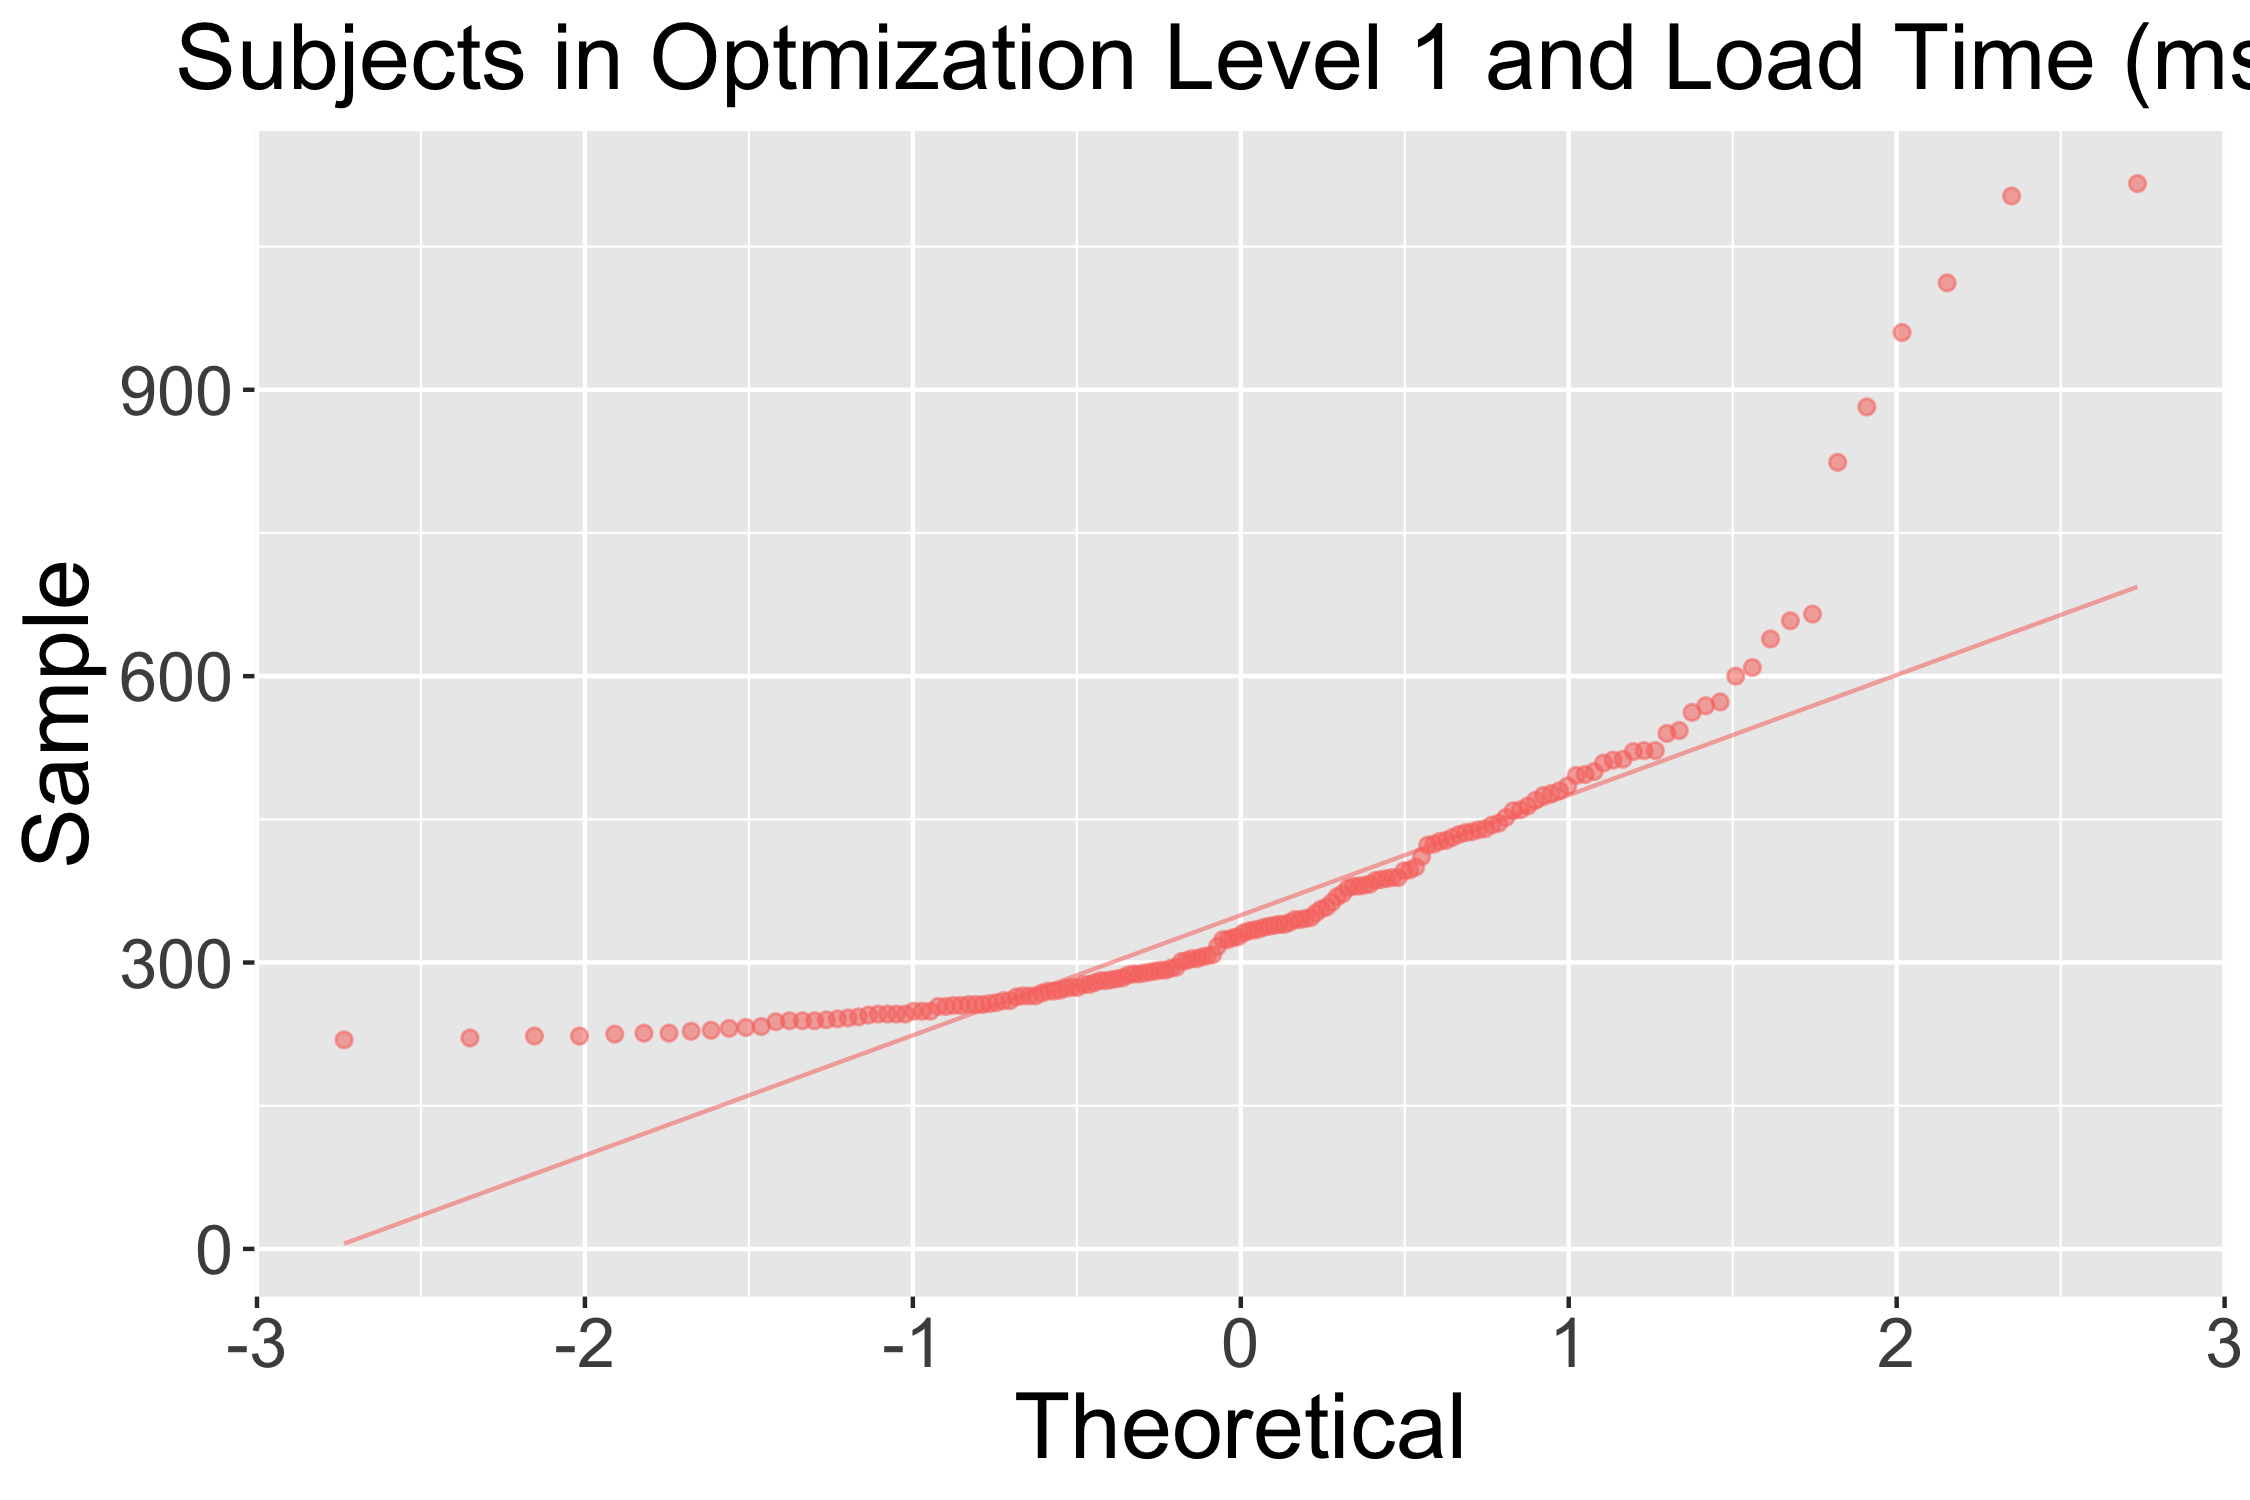 Subjects in Optmization Level 1 and Load Time (ms
Sample
900
600
300
0
-3 -2 -1 0 1 2 3
Theoretical